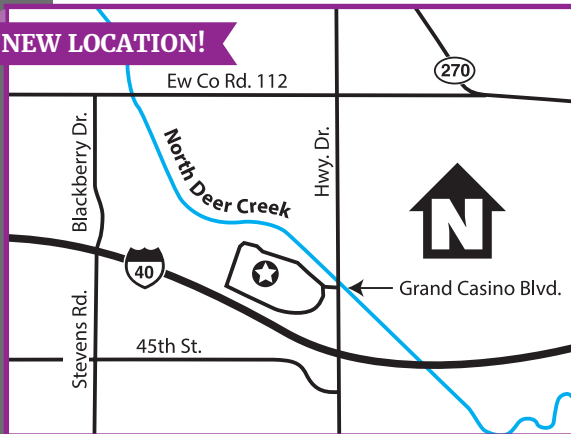 NEW LOCATION!
270
Ew Co Rd. 112
Blackberry Dr.
North Deer Creek
Hwy. Dr.
N
40
Grand Casino Blvd.
Stevens Rd.
45th St.